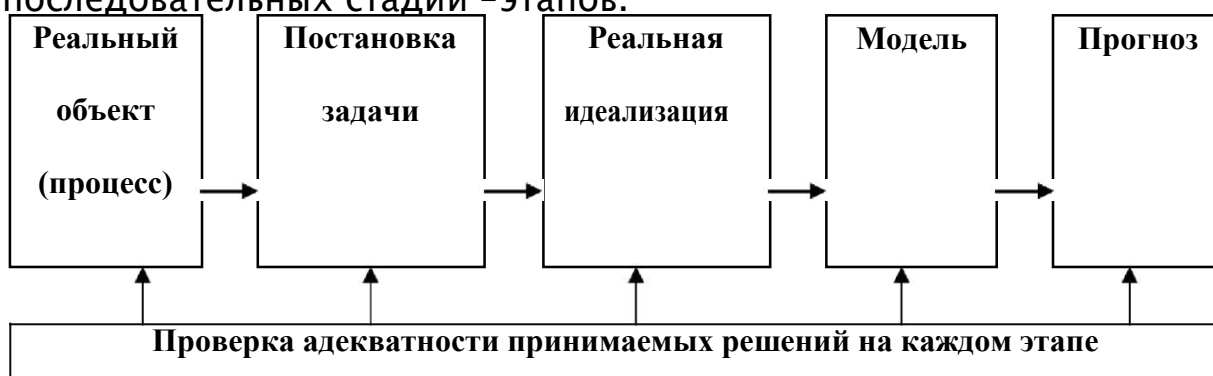 последовательных стадий -этапов:
Реальный
объект
(процесс)
Постановка
задачи
Реальная
идеализация
Модель
Прогноз
Проверка адекватности принимаемых решений на каждом этапе